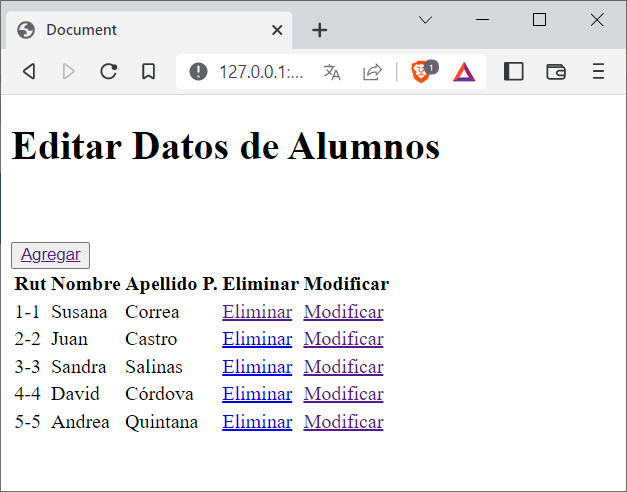 Document
127.0.0.1:...
1
Editar Datos de Alumnos
Agregar
Rut Nombre Apellido P. Eliminar Modificar
1-1 Susana Correa Eliminar Modificar
2-2 Juan Castro Eliminar Modificar
3-3 Sandra Salinas Eliminar Modificar
4-4 David Córdova Eliminar Modificar
5-5 Andrea Quintana Eliminar Modificar